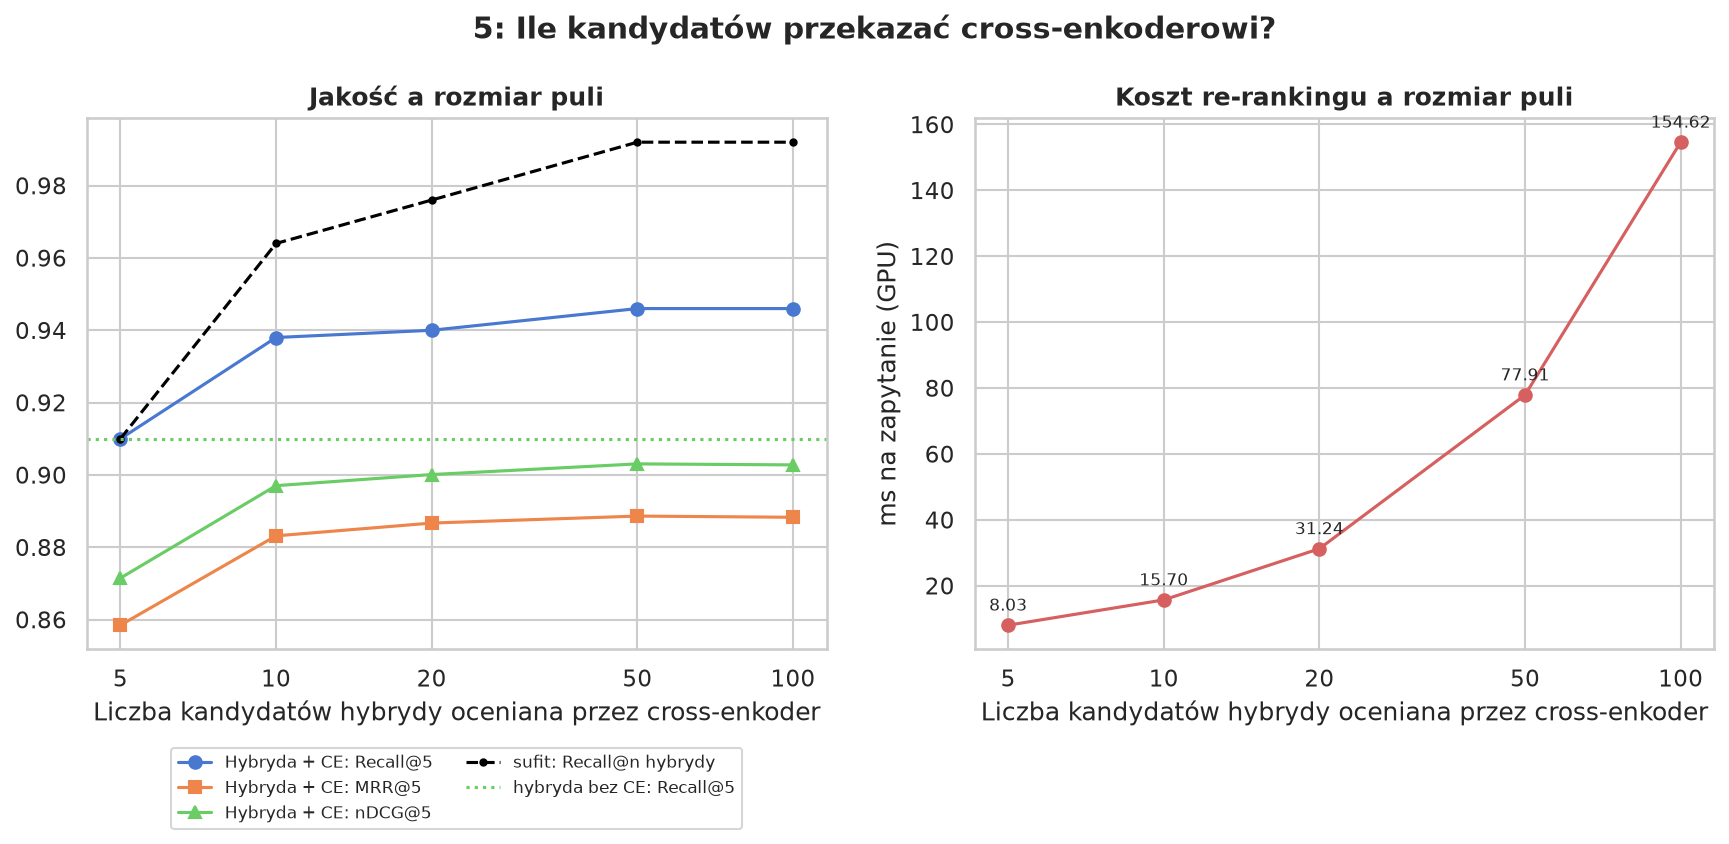 5: Ile kandydatów przekazać cross-enkoderowi?
Jakość a rozmiar puli
0.98
0.96
0.94
0.92
0.90
0.88
0.86
5 10 20 50 100
Liczba kandydatów hybrydy oceniana przez cross-enkoder
Hybryda + CE: Recall@5
Hybryda + CE: MRR@5
Hybryda + CE: nDCG@5
sufit: Recall@n hybrydy
hybryda bez CE: Recall@5
Koszt re-rankingu a rozmiar puli
ms na zapytanie (GPU)
160
140
120
100
80
60
40
20
8.03
15.70
31.24
77.91
154.62
5 10 20 50 100
Liczba kandydatów hybrydy oceniana przez cross-enkoder